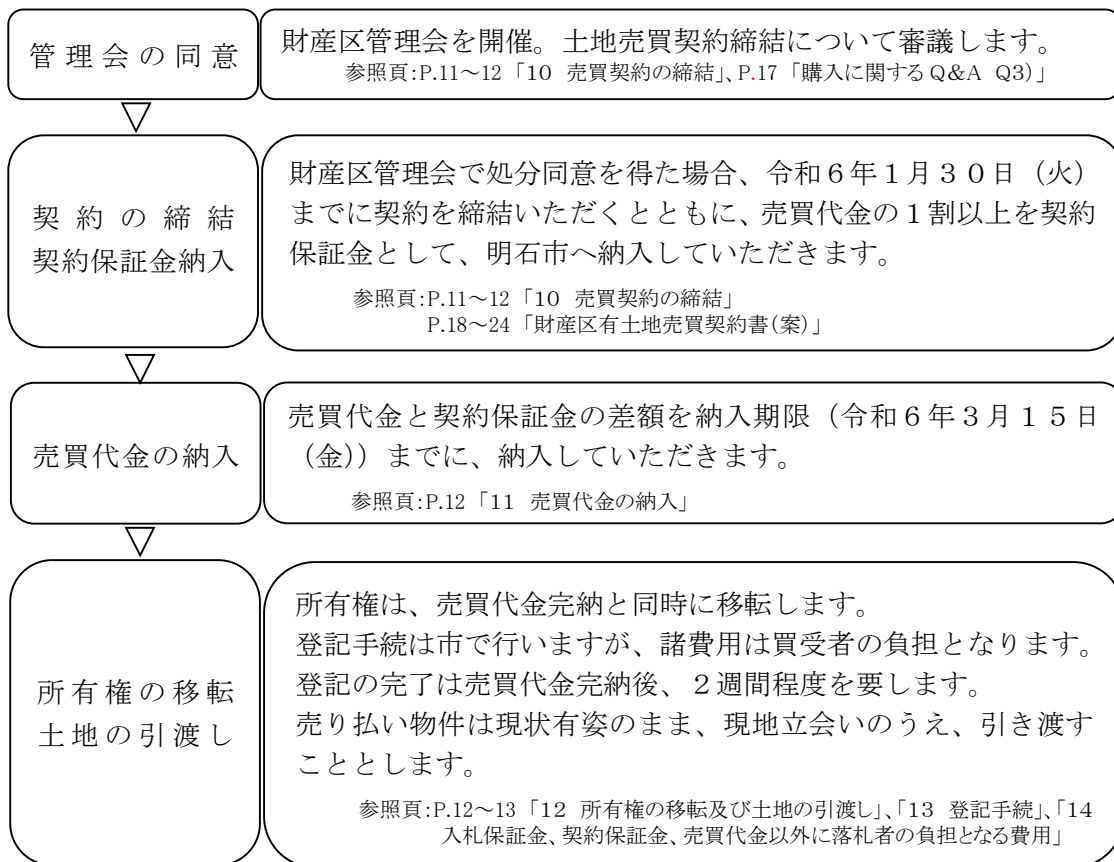 管理会の同意
財産区管理会を開催。土地売買契約締結について審議します。
参照頁:P.11～12「10 売買契約の締結」、P.17「購入に関するQ&A Q3)」
▽
契約の締結
契約保証金納入
財産区管理会で処分同意を得た場合、令和６年１月３０日（火）
までに契約を締結いただくとともに、売買代金の１割以上を契約
保証金として、明石市へ納入していただきます。
参照頁:P.11～12「10 売買契約の締結」
P.18～24「財産区有土地売買契約書(案)」
▽
売買代金の納入
売買代金と契約保証金の差額を納入期限（令和６年３月１５日
（金））までに、納入していただきます。
参照頁:P.12「11 売買代金の納入」
▽
所有権の移転
土地の引渡し
所有権は、売買代金完納と同時に移転します。
登記手続は市で行いますが、諸費用は買受者の負担となります。
登記の完了は売買代金完納後、２週間程度を要します。
売り払い物件は現状有姿のまま、現地立会いのうえ、引き渡す
こととします。
参照頁:P.12～13「12 所有権の移転及び土地の引渡し」、「13 登記手続」、「14
入札保証金、契約保証金、売買代金以外に落札者の負担となる費用」